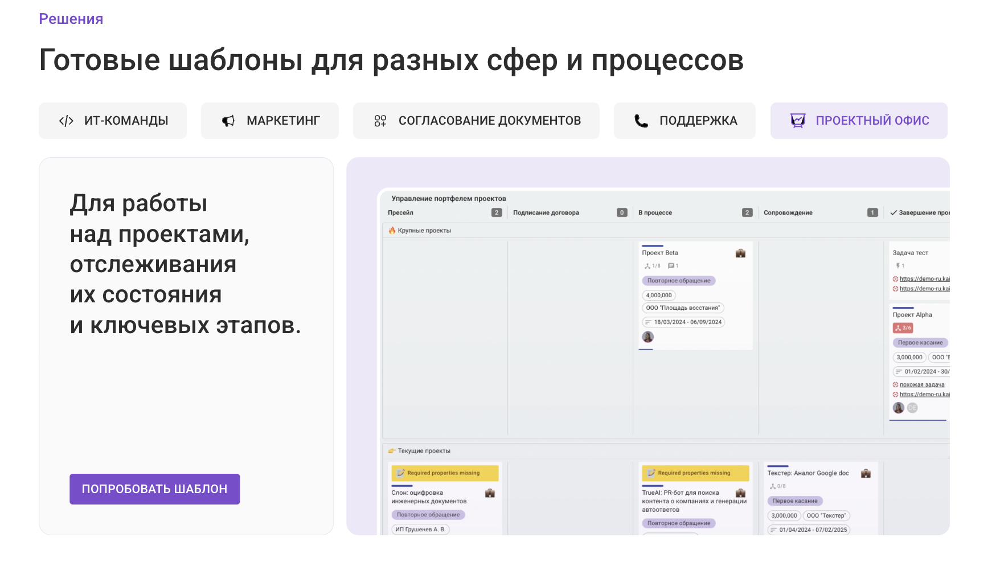 Решения
Готовые шаблоны для разных сфер и процессов
ИТ-КОМАНДЫ
МАРКЕТИНГ
СОГЛАСОВАНИЕ ДОКУМЕНТОВ
ПОДДЕРЖКА
ПРОЕКТНЫЙ ОФИС
Для работы
над проектами,
отслеживания
их состояния
и ключевых этапов.
ПОПРОБОВАТЬ ШАБЛОН
Управление портфелем проектов
Пресейл 2
Подписание договора 0
В процессе 2
Сопровождение 1
Завершение
Крупные проекты
Проект Beta
1/8 1
Повторное обращение
4,000,000
ООО "Площадь восстания"
18/03/2024 - 06/09/2024
Задача тест
1
https://demo-ru.kai
https://demo-ru.kai
Проект Alpha
3/6
Первое касание
3,000,000 ООО
01/02/2024 - 30/
похожая задача
https://demo-ru.kai
DE
Текущие проекты
Required properties missing
Слон: оцифровка
инженерных документов
Повторное обращение
ИП Грушенев А. В.
Required properties missing
TrueAI: PR-бот для поиска
контента о компаниях и генерации
автоответов
Повторное обращение
Текстер: Аналог Google doc
0/8
Первое касание
3,000,000 ООО "Текстер"
01/04/2024 - 07/02/2025